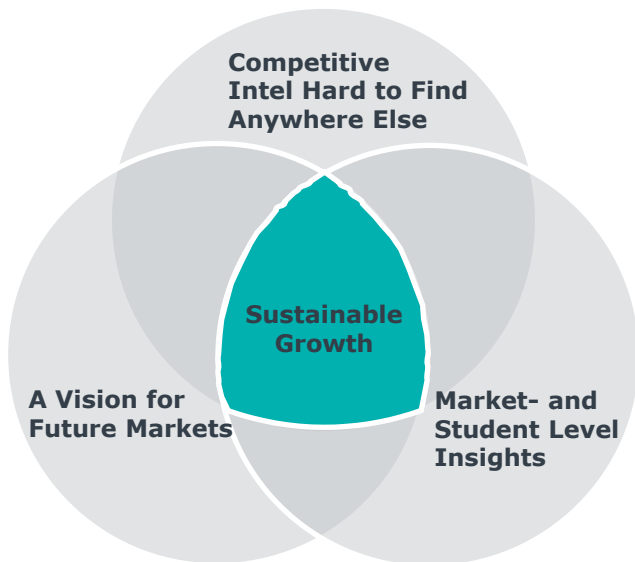 Competitive
Intel Hard to Find
Anywhere Else
Sustainable
Growth
A Vision for
Future Markets
Market- and
Student Level
Insights